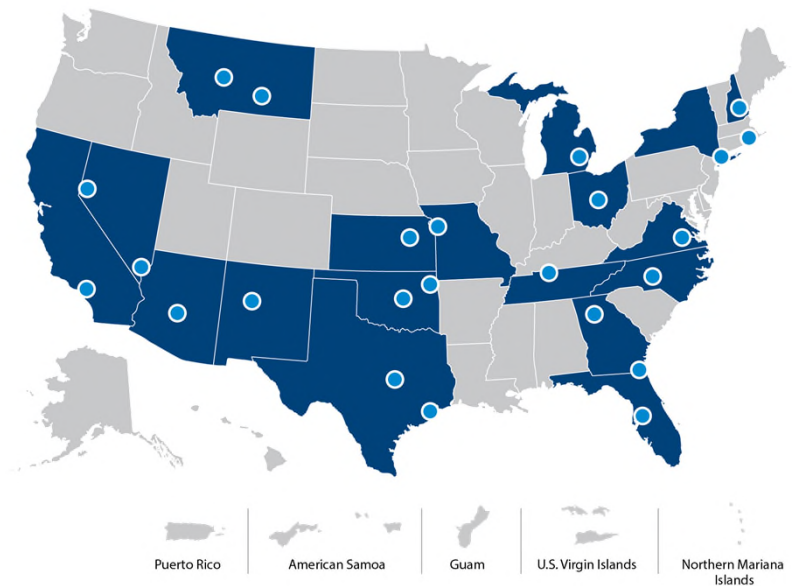 Puerto Rico
American Samoa
Guam
U.S. Virgin Islands
Northern Mariana
Islands